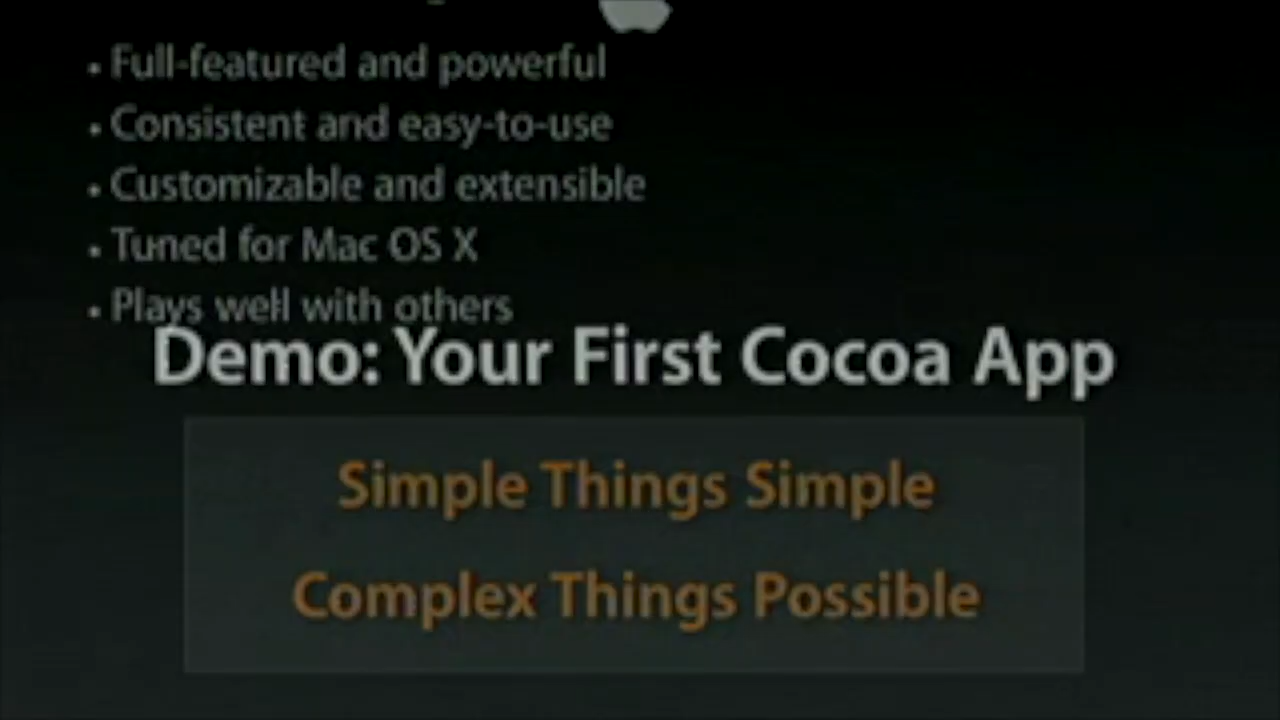 • Full-featured and powerful
• Consistent and easy-to-use
• Customizable and extensible
• Tuned for Mac OS X
• Plays well with others
Demo: Your First Cocoa App
Simple Things Simple
Complex Things Possible